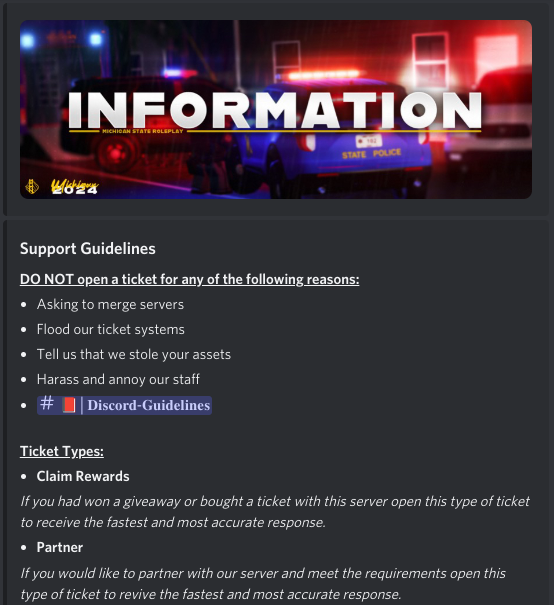 INFORMATION
MICHIGAN STATE ROLEPLAY
192
STATE POLICE
Michigan
2024
Support Guidelines
DO NOT open a ticket for any of the following reasons:
• Asking to merge servers
• Flood our ticket systems
• Tell us that we stole your assets
• Harass and annoy our staff
• # 📕 | Discord-Guidelines
Ticket Types:
• Claim Rewards
If you had won a giveaway or bought a ticket with this server open this type of ticket
to receive the fastest and most accurate response.
• Partner
If you would like to partner with our server and meet the requirements open this
type of ticket to revive the fastest and most accurate response.